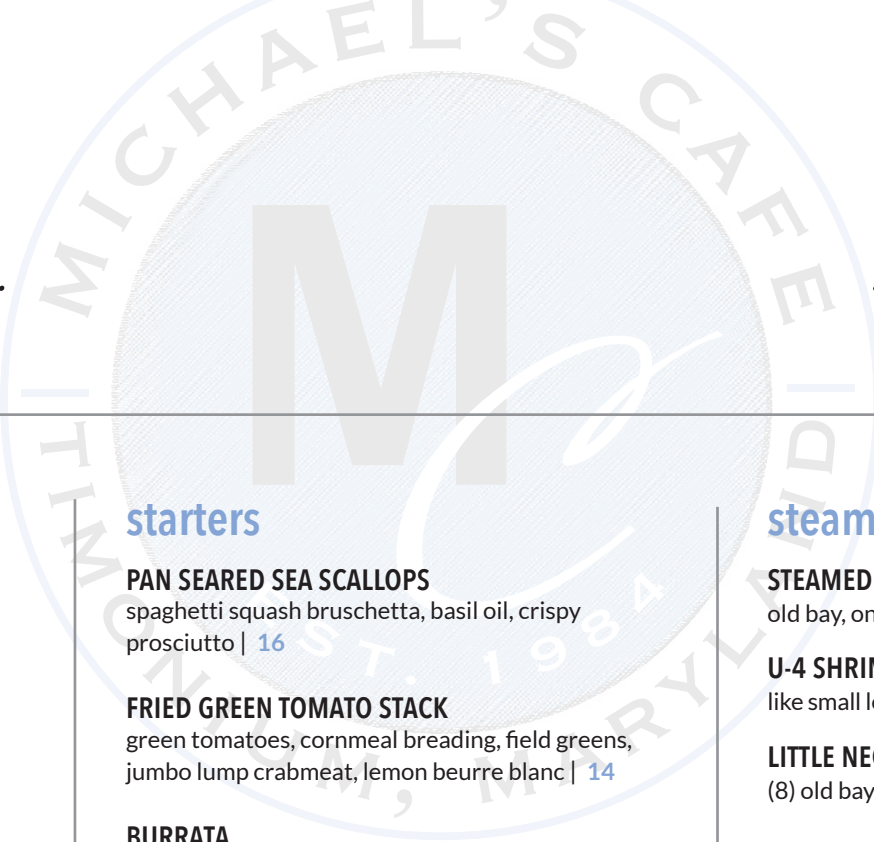 MICHAEL'S CAFE
M
TIMONIUM, MARYLAND
EST. 1984
starters
PAN SEARED SEA SCALLOPS
spaghetti squash bruschetta, basil oil, crispy
prosciutto | 16
FRIED GREEN TOMATO STACK
green tomatoes, cornmeal breading, field greens,
jumbo lump crabmeat, lemon beurre blanc | 14
BURRATA
steam
STEAMED
old bay, on
U-4 SHRI
like small l
LITTLE NE
(8) old bay